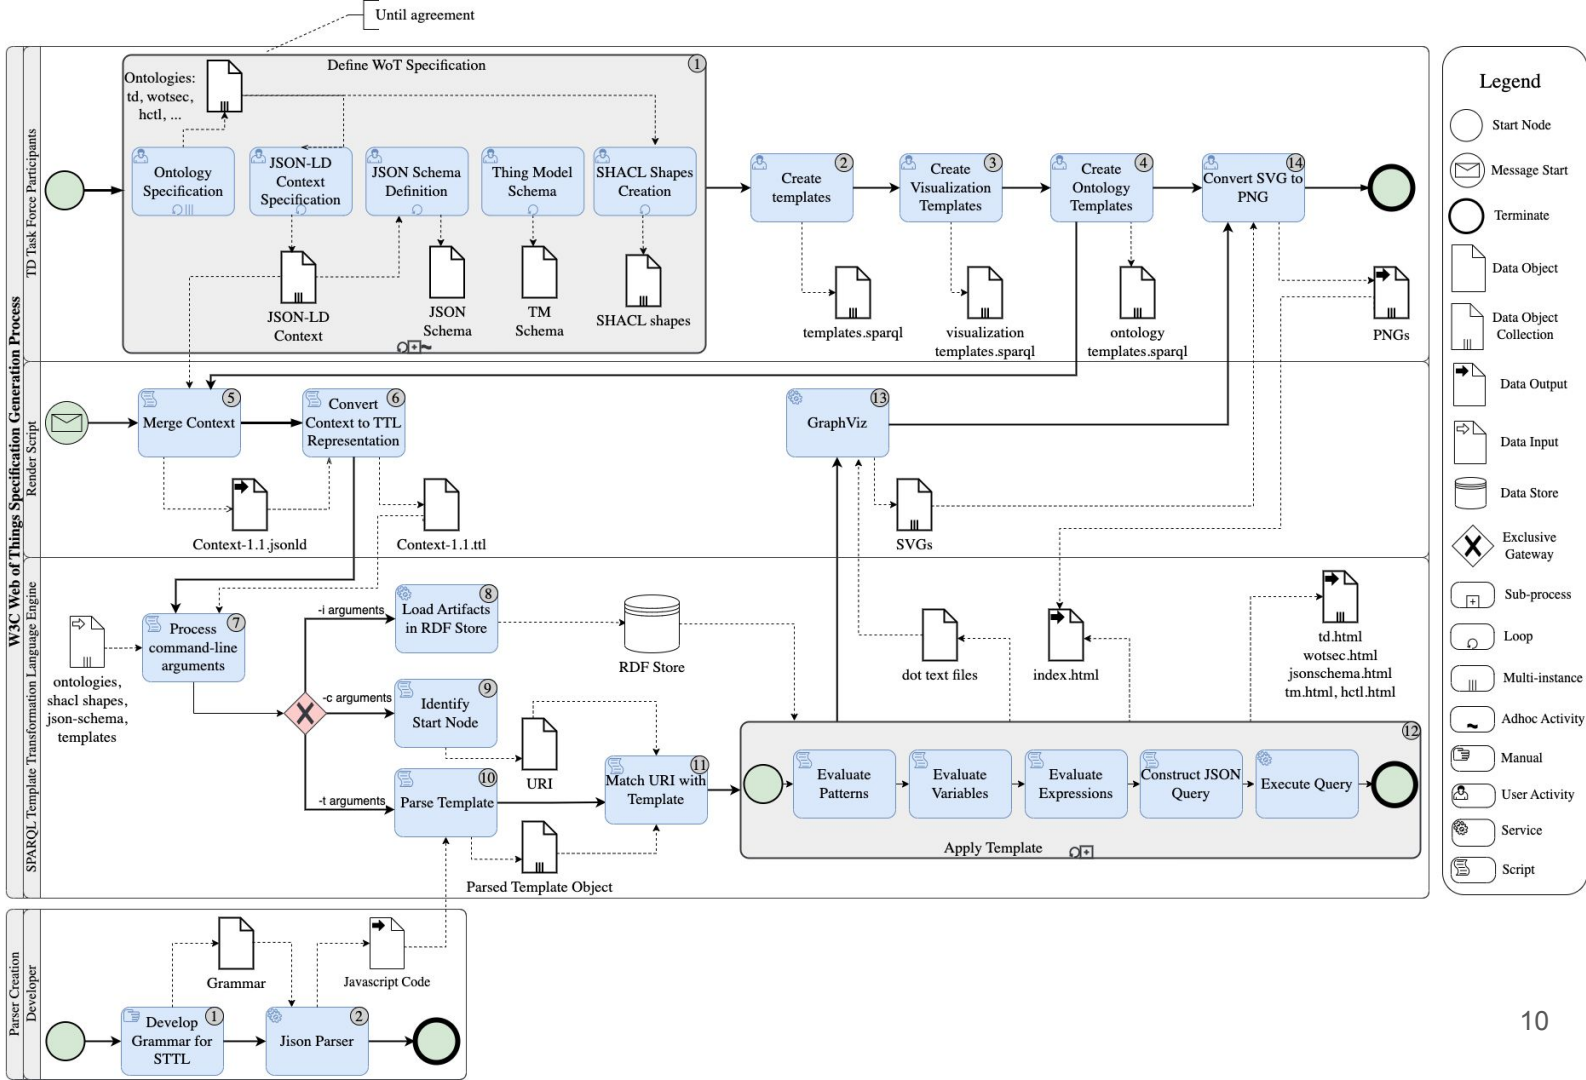 Until agreement
W3C Web of Things Specification Generation Process
TD Task Force Participants
Define WoT Specification
1
Ontologies:
td, wotsec,
hctl, ...
Ontology
Specification
JSON-LD
Context
Specification
JSON Schema
Definition
Thing Model
Schema
SHACL Shapes
Creation
JSON-LD
Context
JSON
Schema
TM
Schema
SHACL shapes
2
Create
templates
3
Create
Visualization
Templates
4
Create
Ontology
Templates
14
Convert SVG to
PNG
templates.sparql
visualization
templates.sparql
ontology
templates.sparql
PNGs
Render Script
5
Merge Context
6
Convert
Context to TTL
Representation
13
GraphViz
Context-1.1.jsonld
Context-1.1.ttl
SVGs
SPARQL Template Transformation Language Engine
ontologies,
shacl shapes,
json-schema,
templates
7
Process
command-line
arguments
-i arguments
-c arguments
-t arguments
8
Load Artifacts
in RDF Store
RDF Store
9
Identify
Start Node
URI
10
Parse Template
Parsed Template Object
11
Match URI with
Template
dot text files
index.html
td.html
wotsec.html
jsonschema.html
tm.html, hctl.html
12
Evaluate
Patterns
Evaluate
Variables
Evaluate
Expressions
Construct JSON
Query
Execute Query
Apply Template
Parser Creation
Developer
1
Develop
Grammar for
STTL
Grammar
2
Jison Parser
Javascript Code
Legend
Start Node
Message Start
Terminate
Data Object
Data Object
Collection
Data Output
Data Input
Data Store
Exclusive
Gateway
Sub-process
Loop
Multi-instance
Adhoc Activity
Manual
User Activity
Service
Script
10